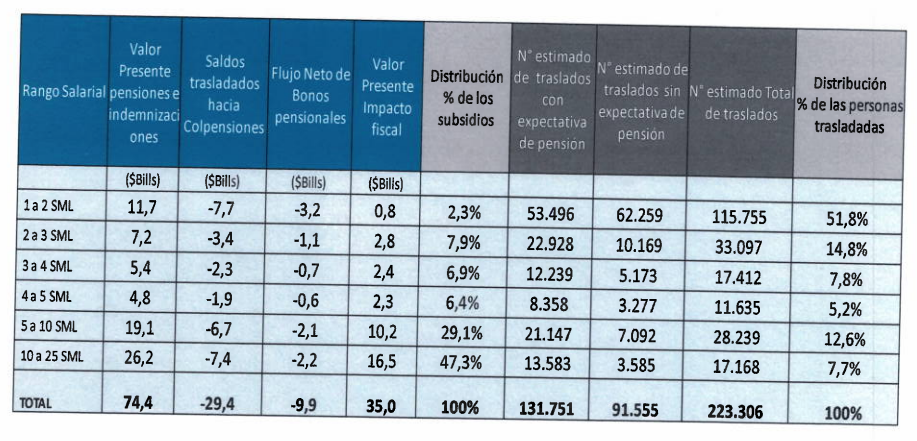 Rango Salarial | Valor Presente pensiones e indemnizaciones | Saldos trasladados hacia Colpensiones | Flujo Neto de Bonos pensionales | Valor Presente Impacto fiscal | Distribución % de los subsidios | N° estimado de traslados con expectativa de pensión | N° estimado de traslados sin expectativa de pensión | N° estimado Total de traslados | Distribución % de las personas trasladadas
($Bills) | ($Bills) | ($Bills) | ($Bills)
1 a 2 SML | 11,7 | -7,7 | -3,2 | 0,8 | 2,3% | 53.496 | 62.259 | 115.755 | 51,8%
2 a 3 SML | 7,2 | -3,4 | -1,1 | 2,8 | 7,9% | 22.928 | 10.169 | 33.097 | 14,8%
3 a 4 SML | 5,4 | -2,3 | -0,7 | 2,4 | 6,9% | 12.239 | 5.173 | 17.412 | 7,8%
4 a 5 SML | 4,8 | -1,9 | -0,6 | 2,3 | 6,4% | 8.358 | 3.277 | 11.635 | 5,2%
5 a 10 SML | 19,1 | -6,7 | -2,1 | 10,2 | 29,1% | 21.147 | 7.092 | 28.239 | 12,6%
10 a 25 SML | 26,2 | -7,4 | -2,2 | 16,5 | 47,3% | 13.583 | 3.585 | 17.168 | 7,7%
TOTAL | 74,4 | -29,4 | -9,9 | 35,0 | 100% | 131.751 | 91.555 | 223.306 | 100%